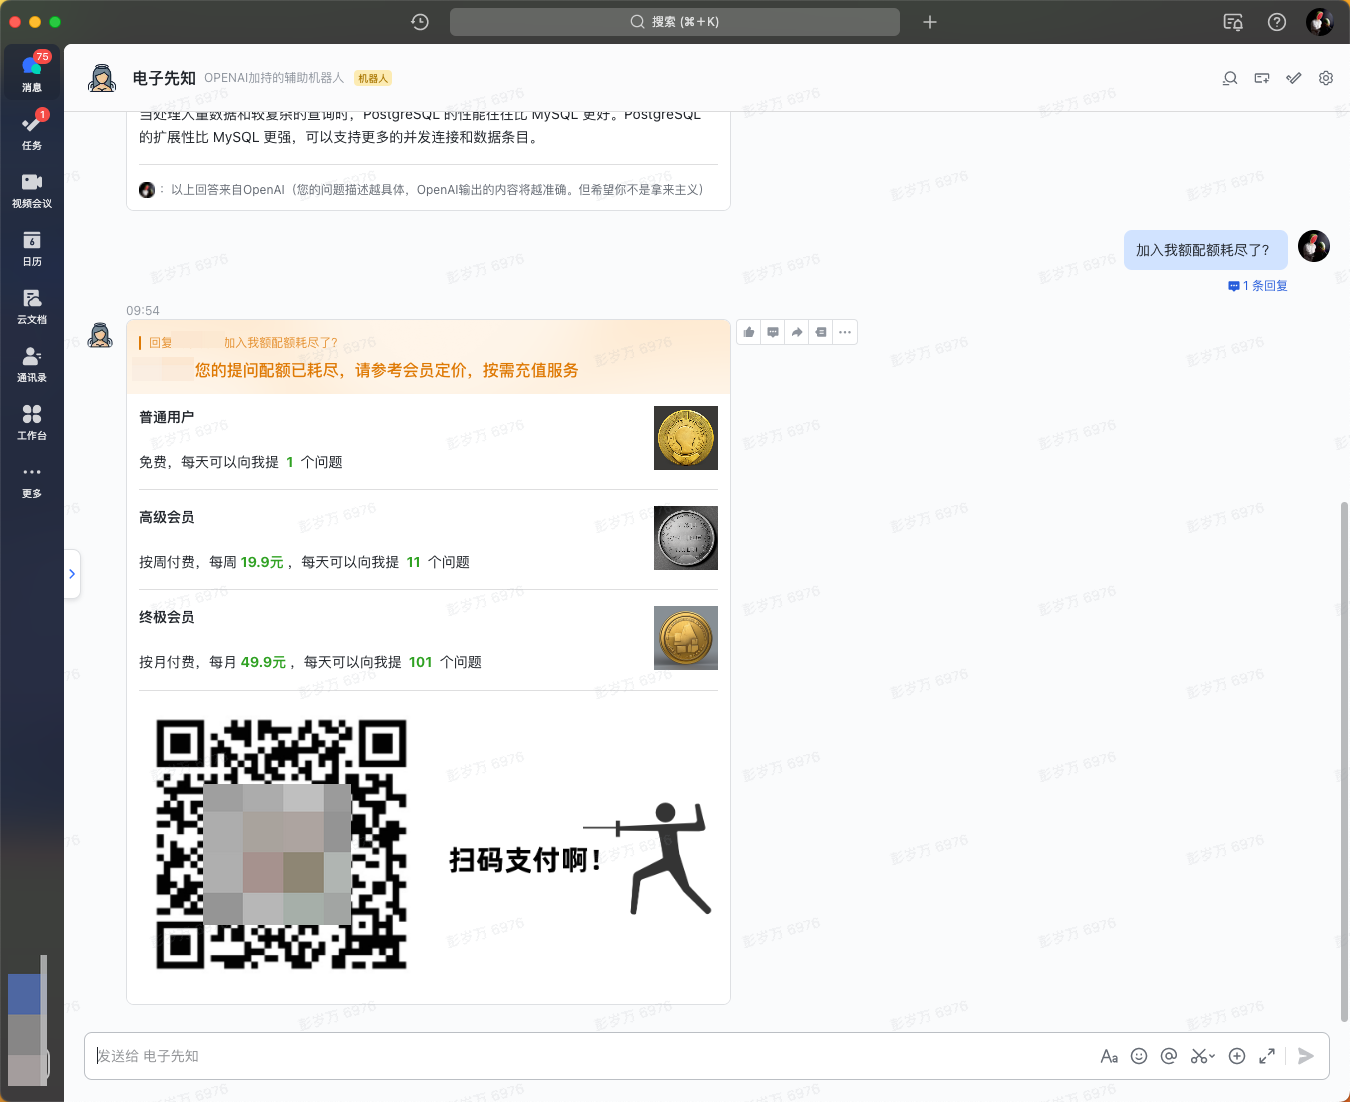 搜索 (⌘+K)
75
消息
1
任务
视频会议
6
日历
云文档
通讯录
工作台
更多
电子先知 OPENAI加持的辅助机器人 机器人
当处理大量数据和较复杂的查询时，PostgreSQL 的性能往往比 MySQL 更好。PostgreSQL
的扩展性比 MySQL 更强，可以支持更多的并发连接和数据条目。
：以上回答来自OpenAI（您的问题描述越具体，OpenAI输出的内容将越准确。但希望你不是拿来主义）
加入我额配额耗尽了？
1 条回复
09:54
回复 加入我额配额耗尽了？
您的提问配额已耗尽，请参考会员定价，按需充值服务
普通用户
免费，每天可以向我提 1 个问题
高级会员
按周付费，每周 19.9元 ，每天可以向我提 11 个问题
终极会员
按月付费，每月 49.9元 ，每天可以向我提 101 个问题
扫码支付啊！
发送给 电子先知
Aa
彭岁万 6976